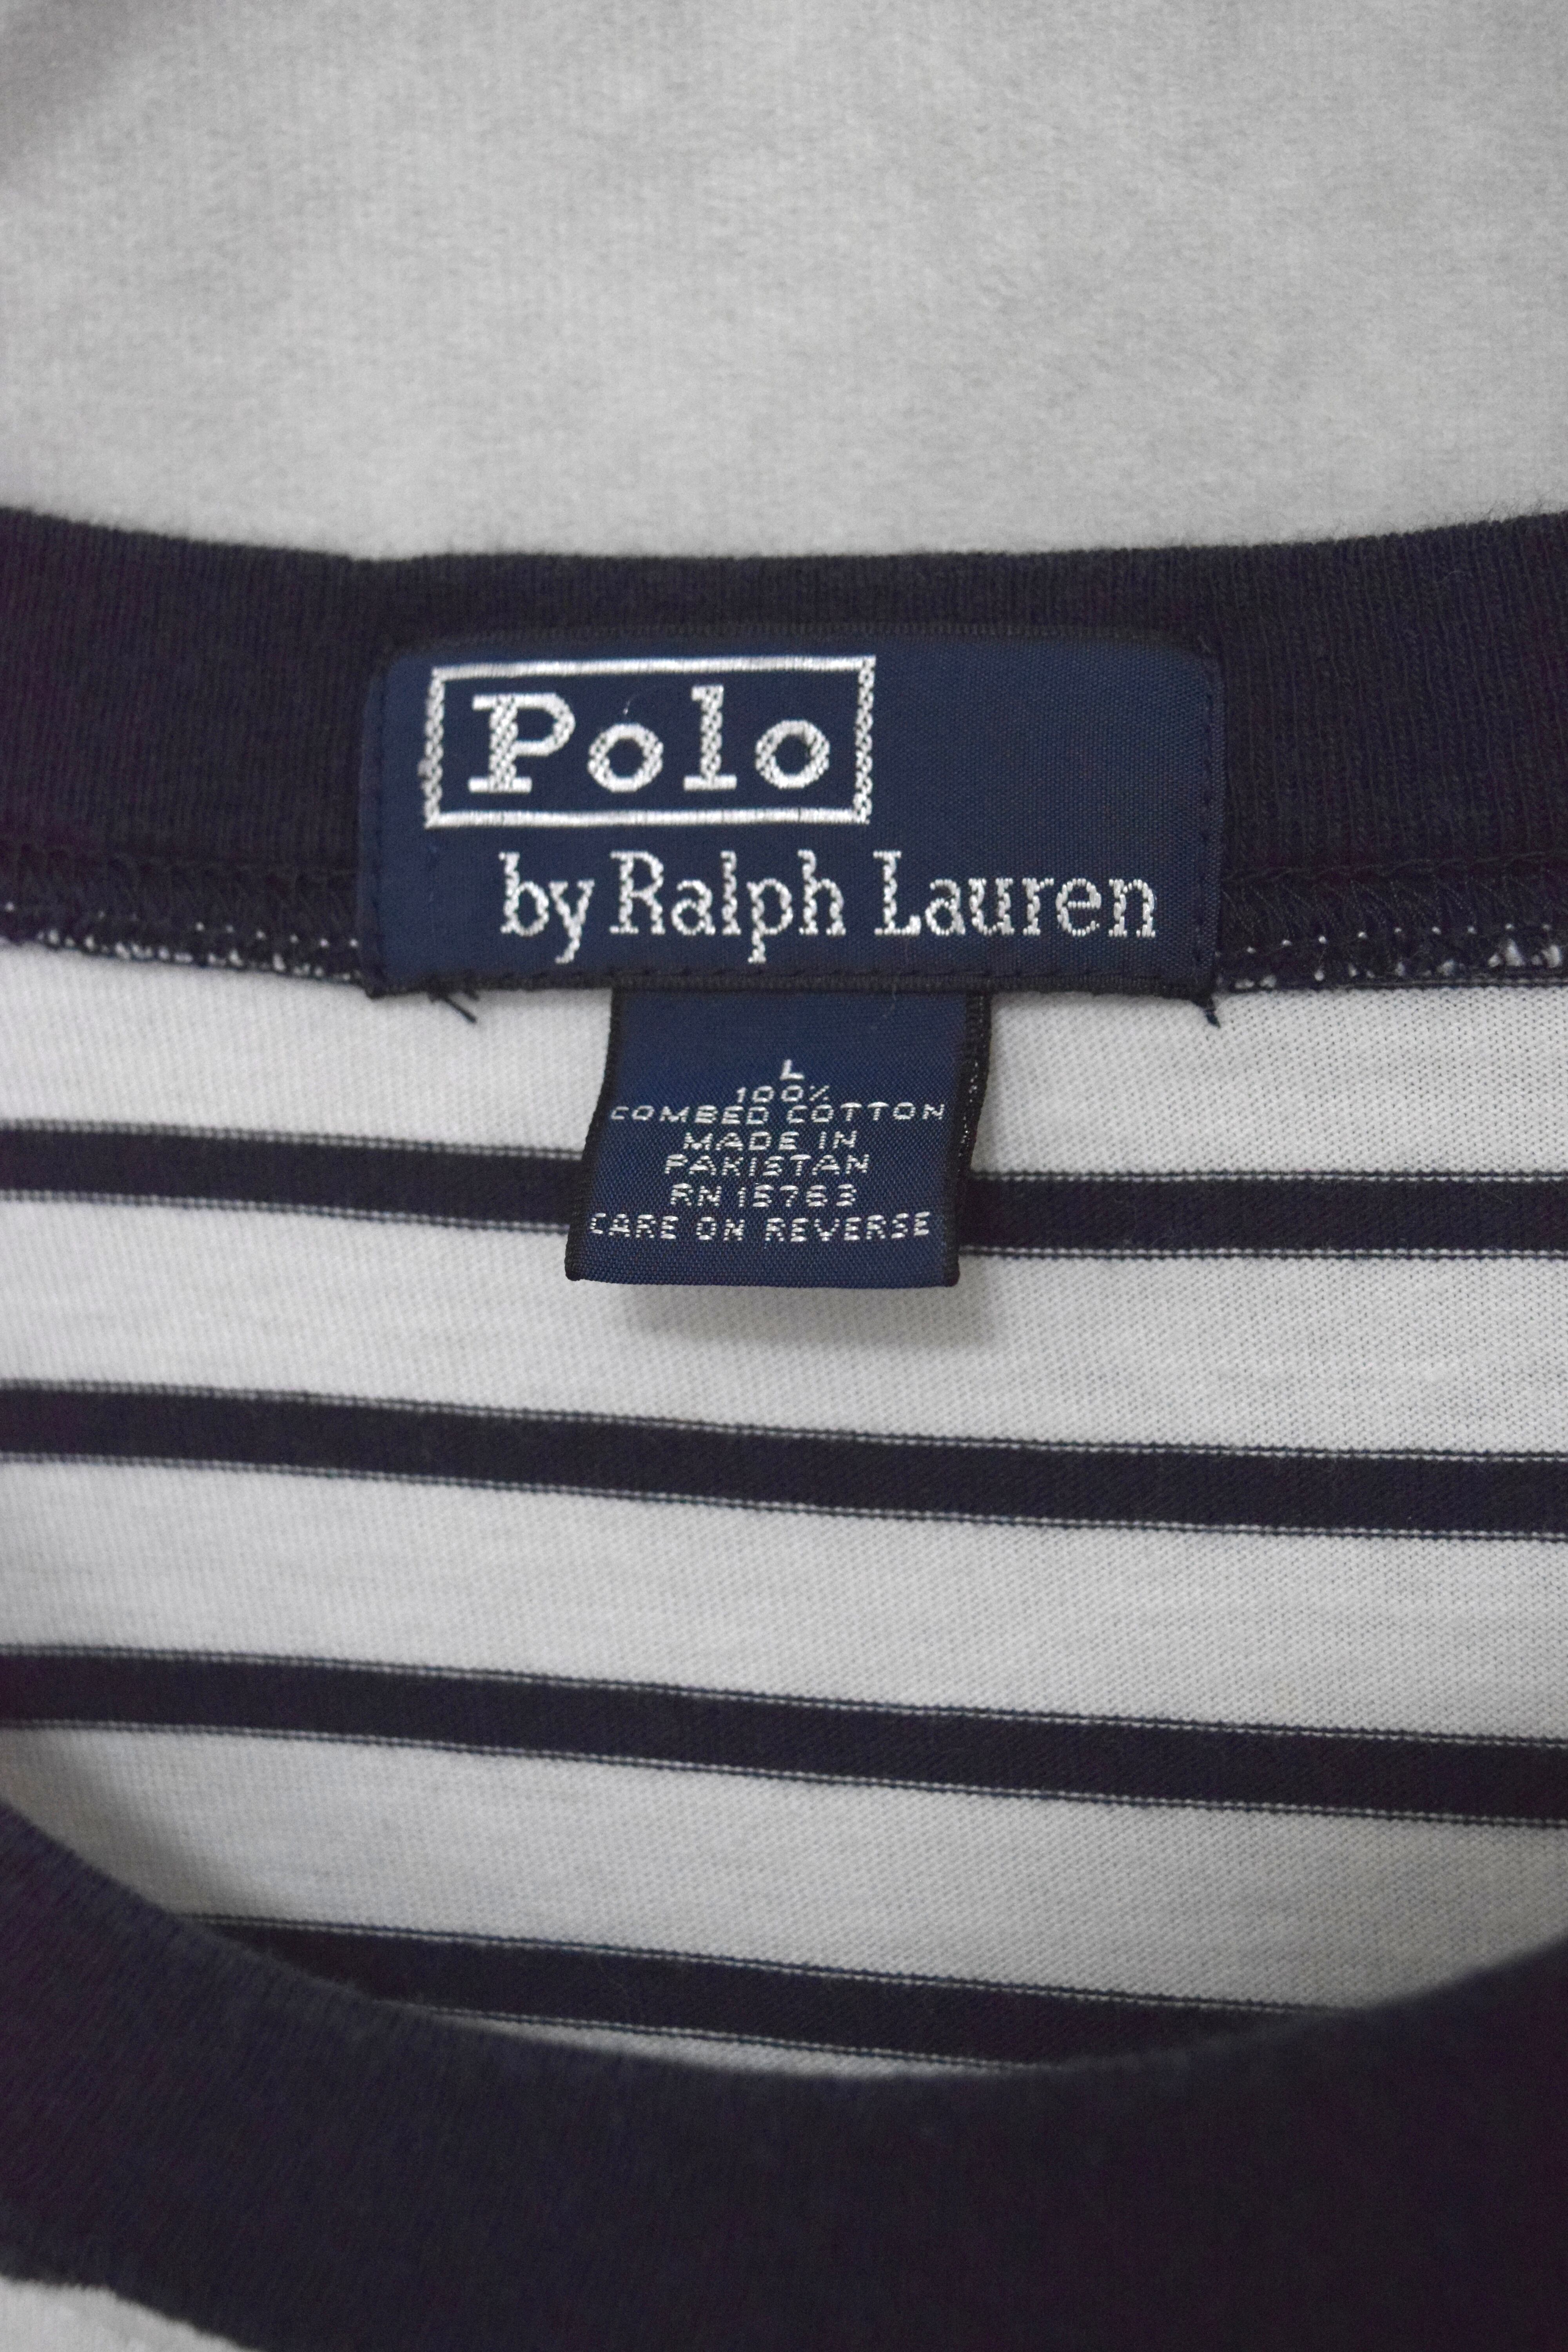 Polo
by Ralph Lauren
L
100%
COMBED COTTON
MADE IN
PAKISTAN
RN 15763
CARE ON REVERSE